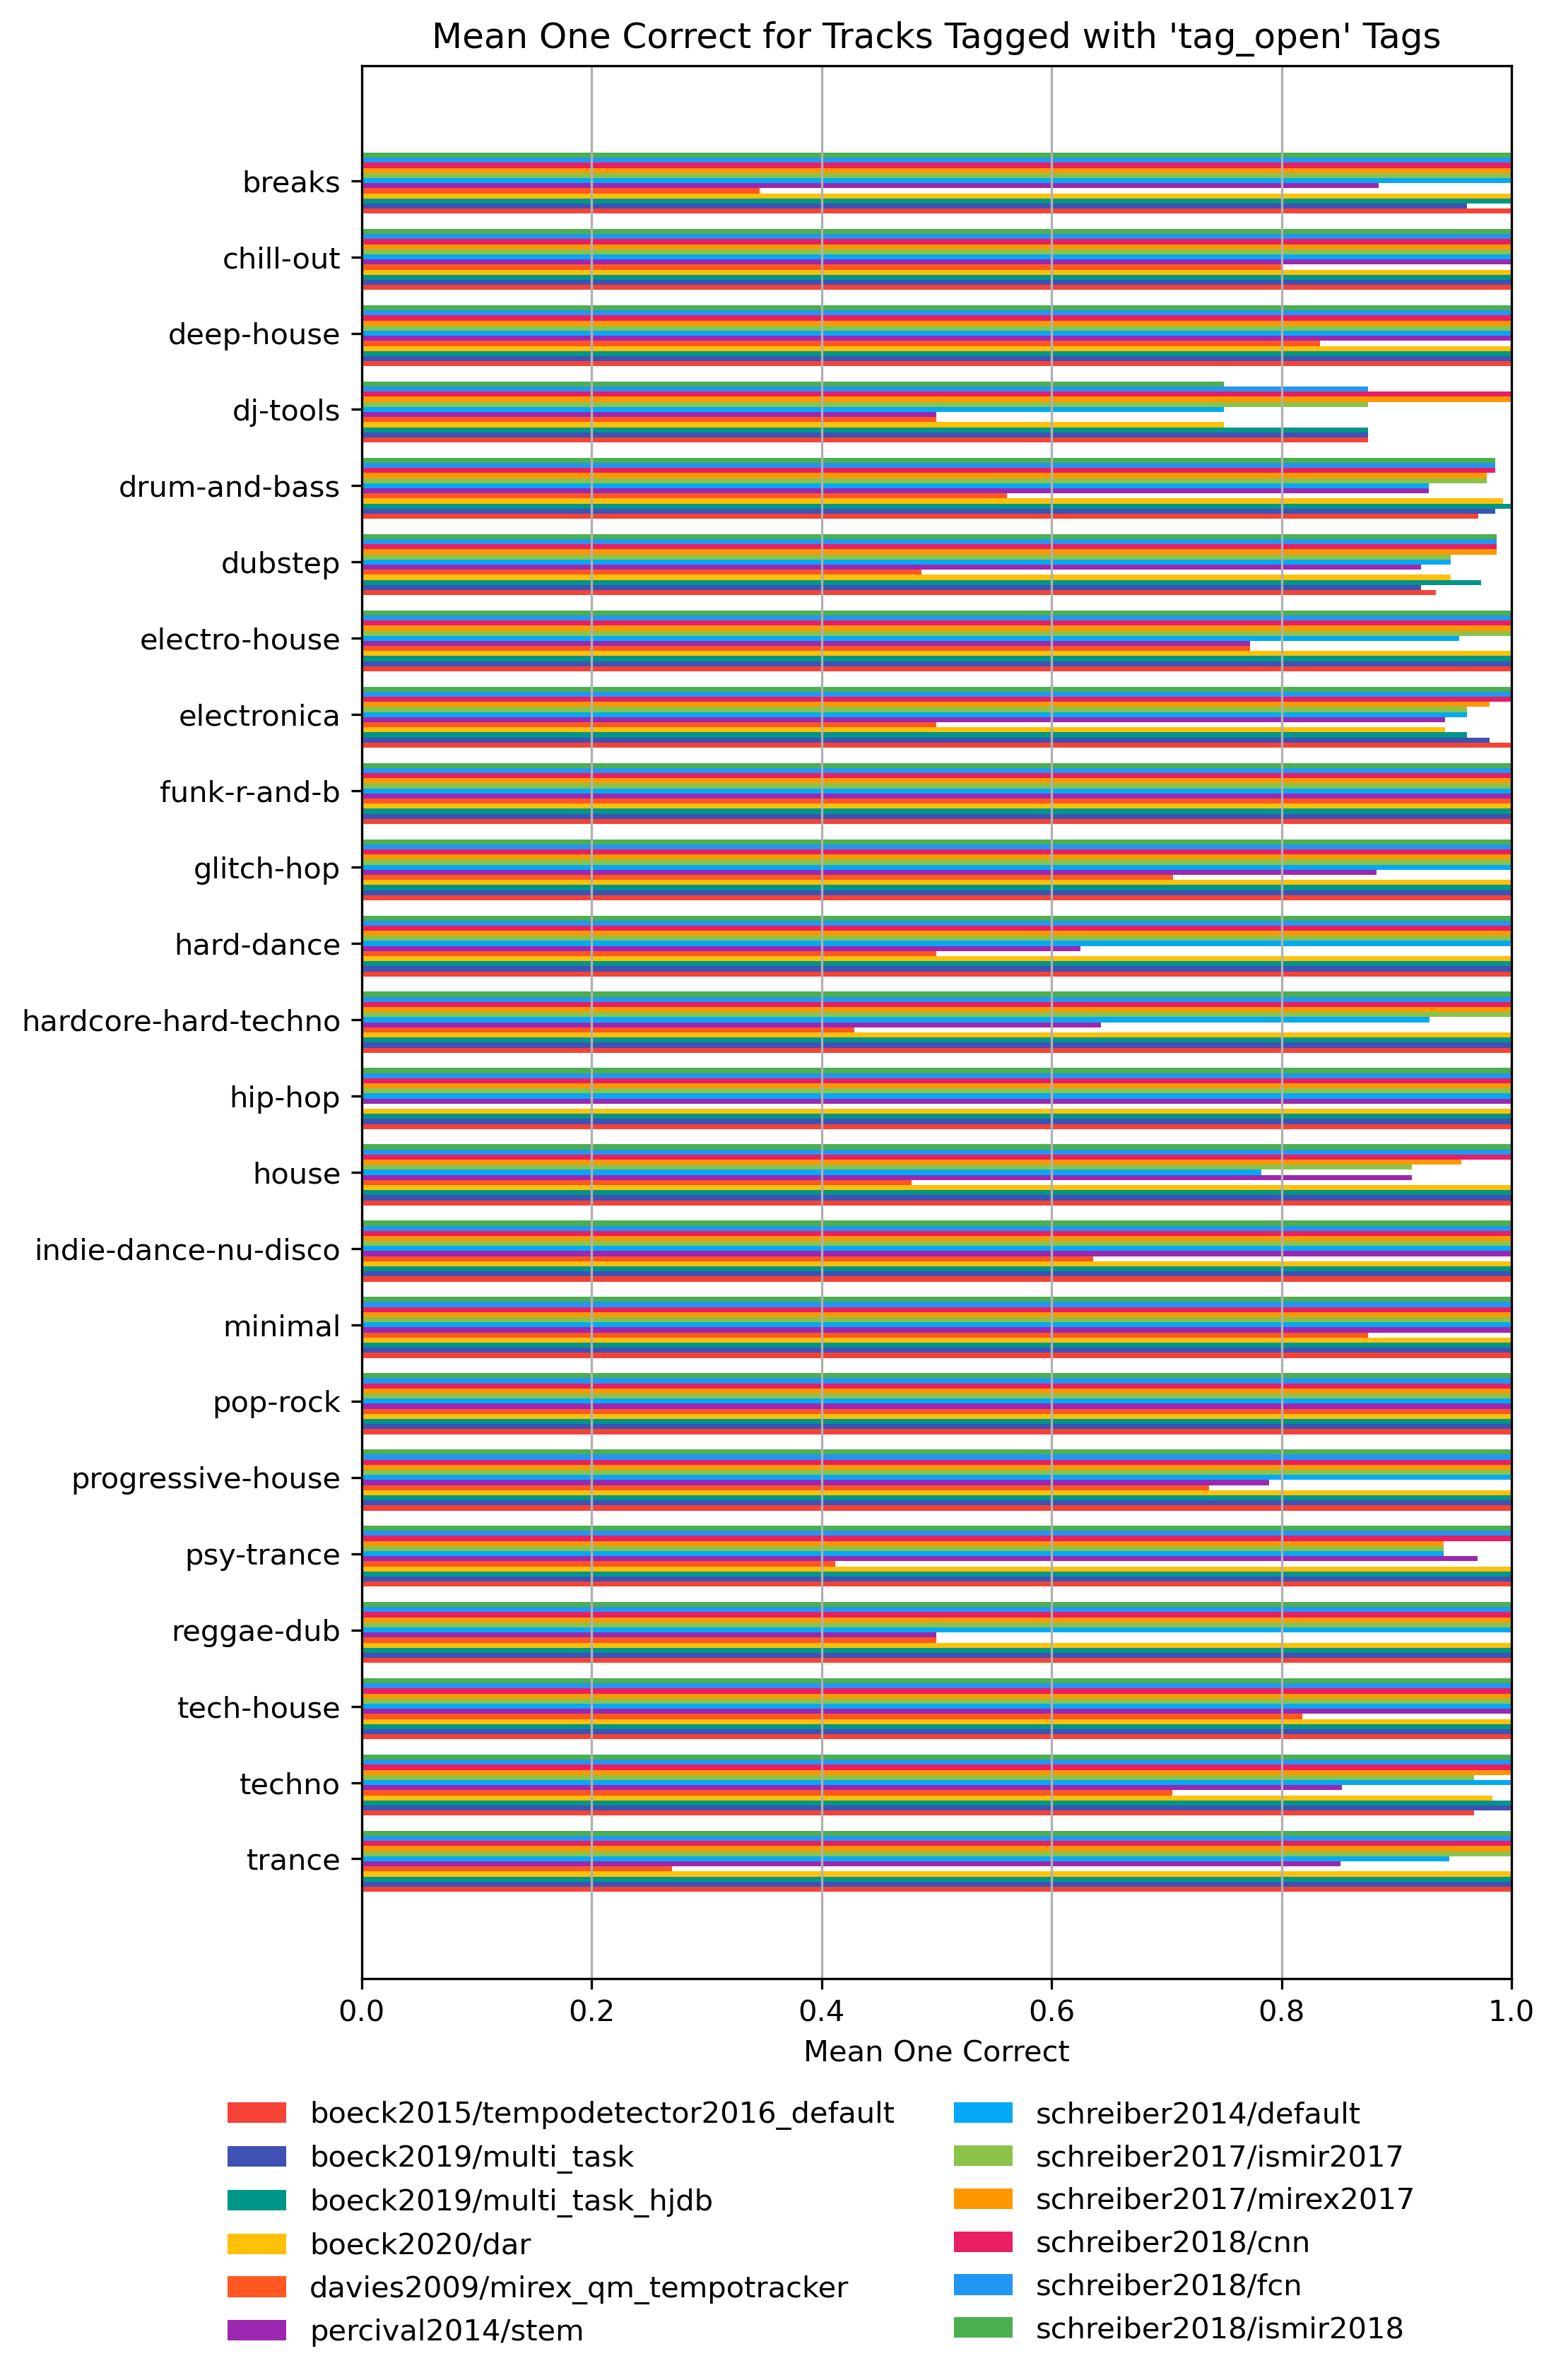 Mean One Correct for Tracks Tagged with 'tag_open' Tags
breaks
chill-out
deep-house
dj-tools
drum-and-bass
dubstep
electro-house
electronica
funk-r-and-b
glitch-hop
hard-dance
hardcore-hard-techno
hip-hop
house
indie-dance-nu-disco
minimal
pop-rock
progressive-house
psy-trance
reggae-dub
tech-house
techno
trance
0.0 0.2 0.4 0.6 0.8 1.0
Mean One Correct
boeck2015/tempodetector2016_default
boeck2019/multi_task
boeck2019/multi_task_hjdb
boeck2020/dar
davies2009/mirex_qm_tempotracker
percival2014/stem
schreiber2014/default
schreiber2017/ismir2017
schreiber2017/mirex2017
schreiber2018/cnn
schreiber2018/fcn
schreiber2018/ismir2018